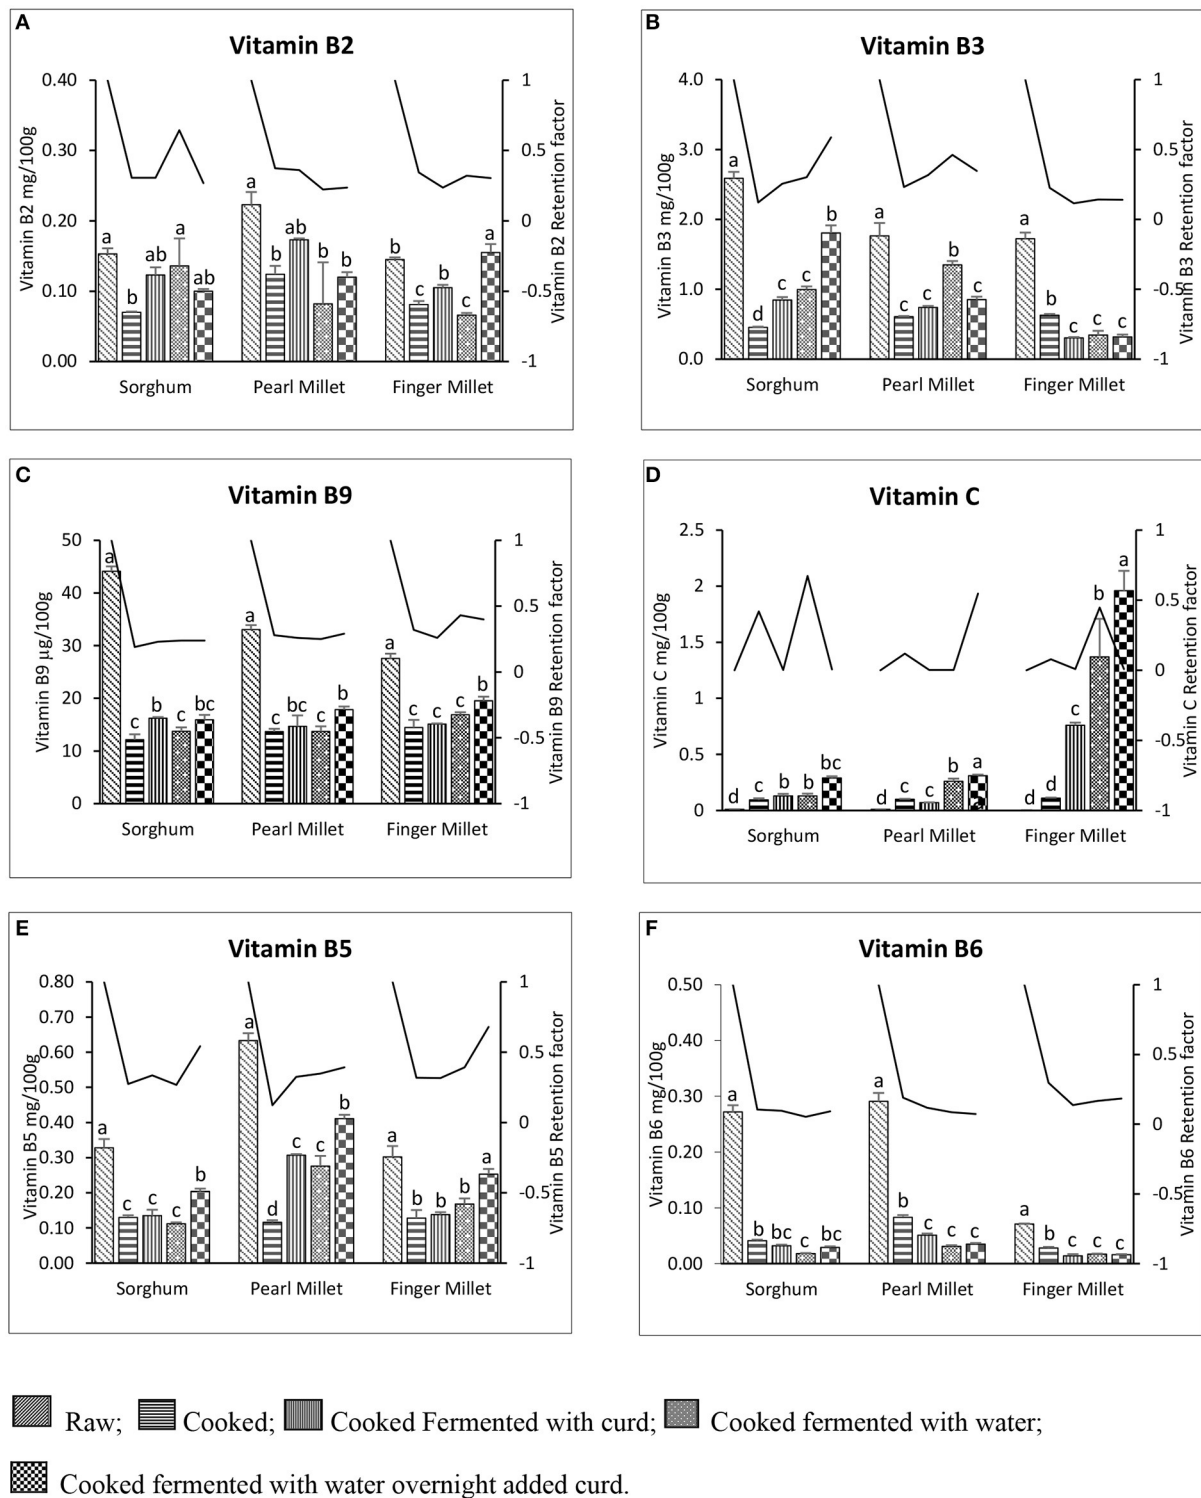 A
Vitamin B2
Vitamin B2 mg/100g
0.40
0.30
0.20
0.10
0.00
a
b
ab
a
ab
a
b
ab
b
b
b
c
b
c
a
1
0.5
0
-0.5
-1
Vitamin B2 Retention factor
Sorghum Pearl Millet Finger Millet
B
Vitamin B3
Vitamin B3 mg/100g
4.0
3.0
2.0
1.0
0.0
a
d
c
c
b
a
c
c
b
c
a
b
c
c
c
1
0.5
0
-0.5
-1
Vitamin B3 Retention factor
Sorghum Pearl Millet Finger Millet
C
Vitamin B9
Vitamin B9 µg/100g
50
40
30
20
10
0
a
c
b
c
bc
a
c
b
c
b
a
c
c
c
b
1
0.5
0
-0.5
-1
Vitamin B9 Retention factor
Sorghum Pearl Millet Finger Millet
D
Vitamin C
Vitamin C mg/100g
2.5
2
1.5
1
0.5
0
d
c
b
b
bc
d
c
c
b
a
d
d
c
b
a
1
0.5
0
-0.5
-1
Vitamin C Retention factor
Sorghum Pearl Millet Finger Millet
E
Vitamin B5
Vitamin B5 mg/100g
0.80
0.70
0.60
0.50
0.40
0.30
0.20
0.10
0.00
a
c
c
c
b
a
d
c
c
b
a
b
b
b
a
1
0.5
0
-0.5
-1
Vitamin B5 Retention factor
Sorghum Pearl Millet Finger Millet
F
Vitamin B6
Vitamin B6 mg/100g
0.50
0.40
0.30
0.20
0.10
0.00
a
b
bc
c
bc
a
b
c
c
c
a
b
c
c
c
1
0.5
0
-0.5
-1
Vitamin B6 Retention factor
Sorghum Pearl Millet Finger Millet
Raw; Cooked; Cooked Fermented with curd; Cooked fermented with water;
Cooked fermented with water overnight added curd.